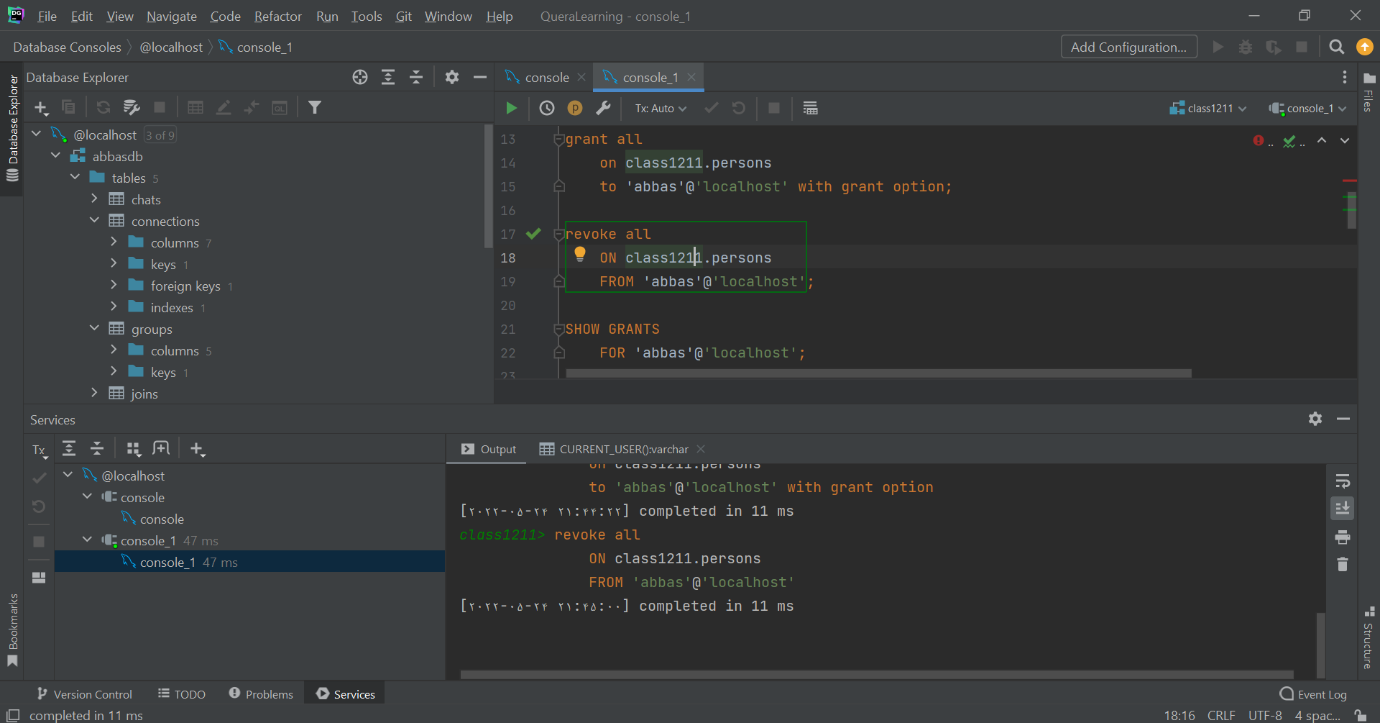 DG File Edit View Navigate Code Refactor Run Tools Git Window Help QueraLearning - console_1
Database Consoles @localhost console_1 Add Configuration...
Database Explorer console console_1
Tx: Auto class1211 console_1
Database Explorer
Files
@localhost 3 of 9
abbasdb
tables 5
chats
connections
columns 7
keys 1
foreign keys 1
indexes 1
groups
columns 5
keys 1
joins
13 grant all
14 on class1211.persons
15 to 'abbas'@'localhost' with grant option;
16
17 revoke all
18 ON class1211.persons
19 FROM 'abbas'@'localhost';
20
21 SHOW GRANTS
22 FOR 'abbas'@'localhost';
23
Services
Tx
@localhost
console
console
console_1 47 ms
console_1 47 ms
Output CURRENT_USER():varchar
on class1211.persons
to 'abbas'@'localhost' with grant option
[۲۰۲۲-۰۵-۲۴ ۲۱:۴۴:۲۲] completed in 11 ms
class1211> revoke all
ON class1211.persons
FROM 'abbas'@'localhost'
[۲۰۲۲-۰۵-۲۴ ۲۱:۴۵:۰۰] completed in 11 ms
Bookmarks
Structure
Version Control TODO Problems Services Event Log
completed in 11 ms 18:16 CRLF UTF-8 4 spac...